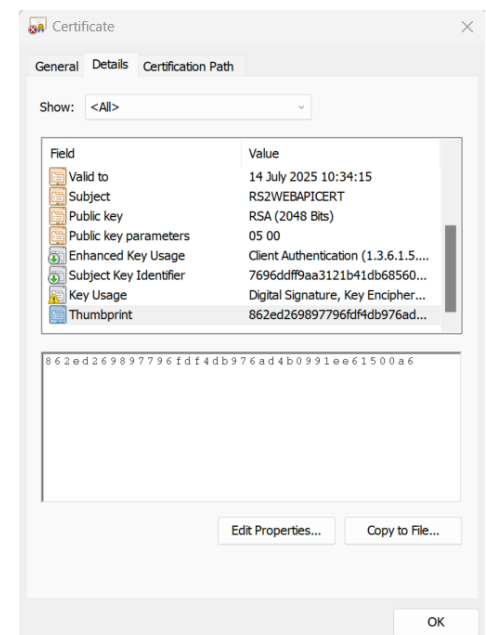 Certificate
General Details Certification Path
Show: <All>
Field Value
Valid to 14 July 2025 10:34:15
Subject RS2WEBAPICERT
Public key RSA (2048 Bits)
Public key parameters 05 00
Enhanced Key Usage Client Authentication (1.3.6.1.5....
Subject Key Identifier 7696ddff9aa3121b41db68560...
Key Usage Digital Signature, Key Encipher...
Thumbprint 862ed269897796fdf4db976ad...
862ed269897796fdf4db976ad4b0991ee61500a6
Edit Properties... Copy to File...
OK